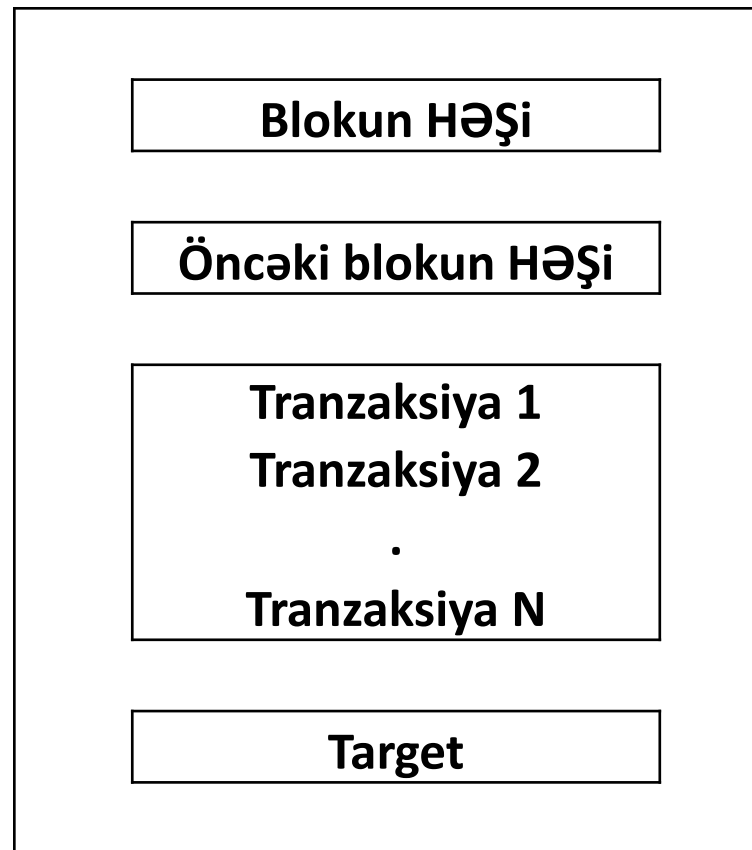 Blokun HƏŞi
Öncəki blokun HƏŞi
Tranzaksiya 1
Tranzaksiya 2
.
Tranzaksiya N
Target